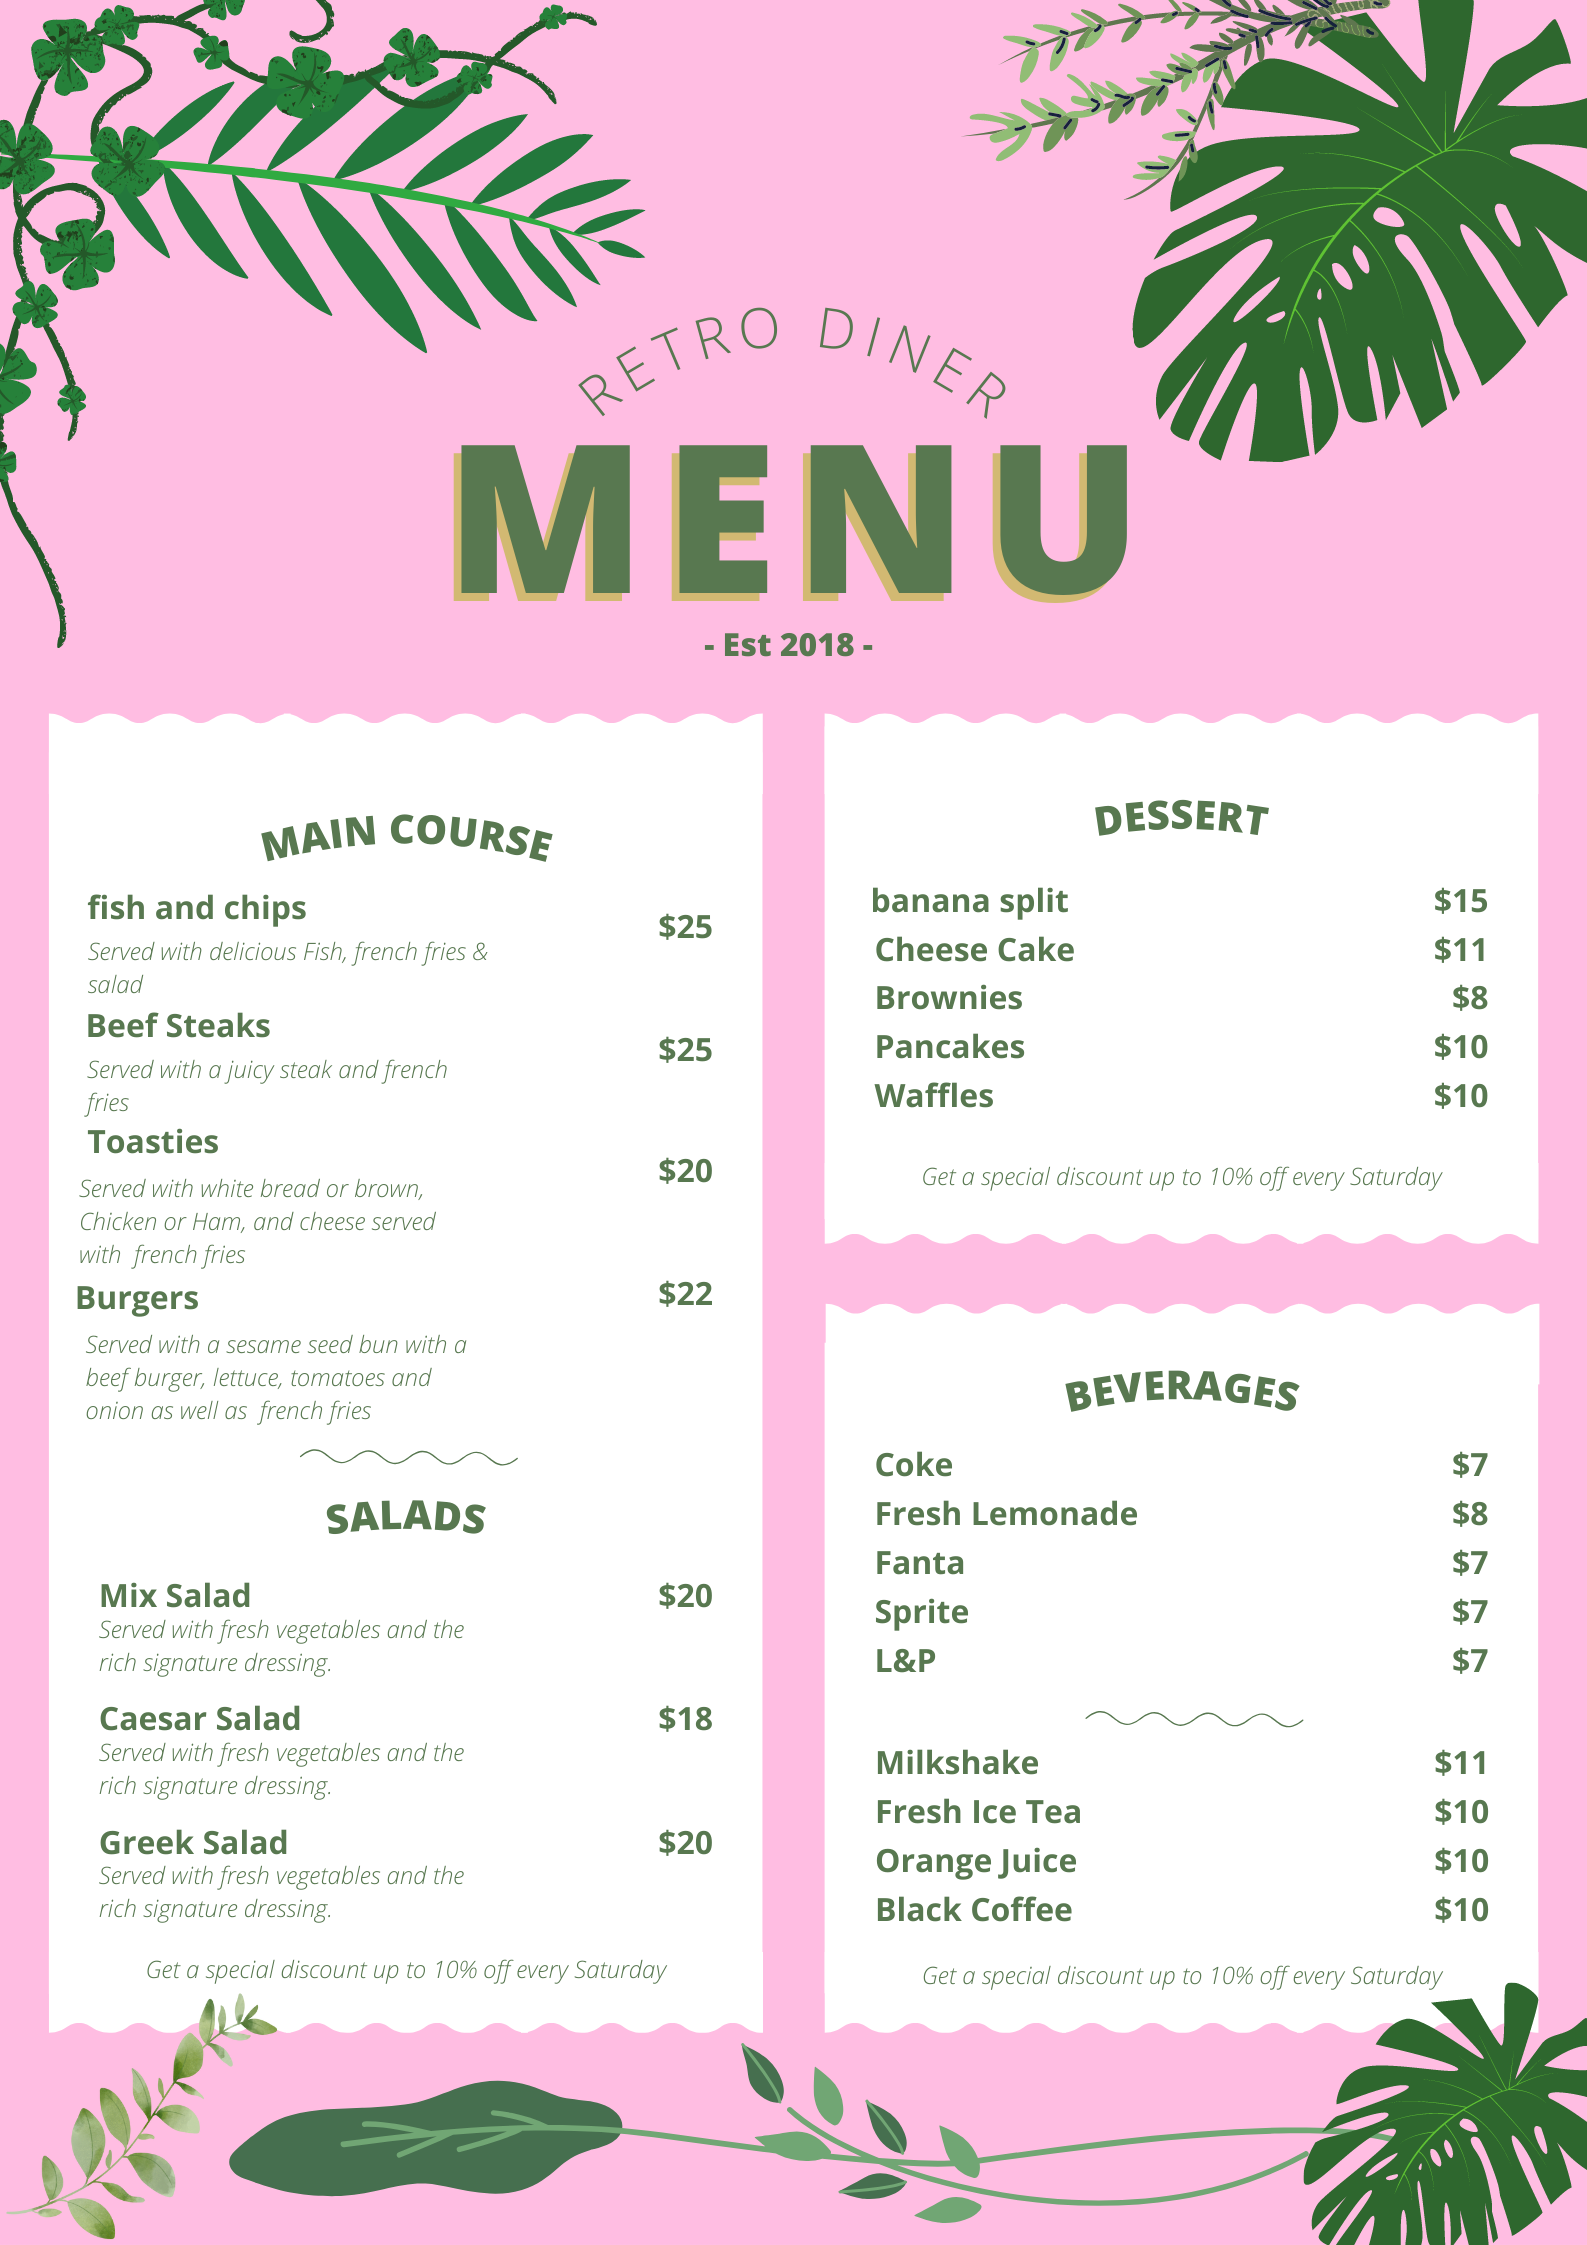 RETRO DINER
MENU
- Est 2018 -
MAIN COURSE
fish and chips $25
Served with delicious Fish, french fries &
salad
Beef Steaks $25
Served with a juicy steak and french
fries
Toasties $20
Served with white bread or brown,
Chicken or Ham, and cheese served
with french fries
Burgers $22
Served with a sesame seed bun with a
beef burger, lettuce, tomatoes and
onion as well as french fries
SALADS
Mix Salad $20
Served with fresh vegetables and the
rich signature dressing.
Caesar Salad $18
Served with fresh vegetables and the
rich signature dressing.
Greek Salad $20
Served with fresh vegetables and the
rich signature dressing.
Get a special discount up to 10% off every Saturday
DESSERT
banana split $15
Cheese Cake $11
Brownies $8
Pancakes $10
Waffles $10
Get a special discount up to 10% off every Saturday
BEVERAGES
Coke $7
Fresh Lemonade $8
Fanta $7
Sprite $7
L&P $7
Milkshake $11
Fresh Ice Tea $10
Orange Juice $10
Black Coffee $10
Get a special discount up to 10% off every Saturday